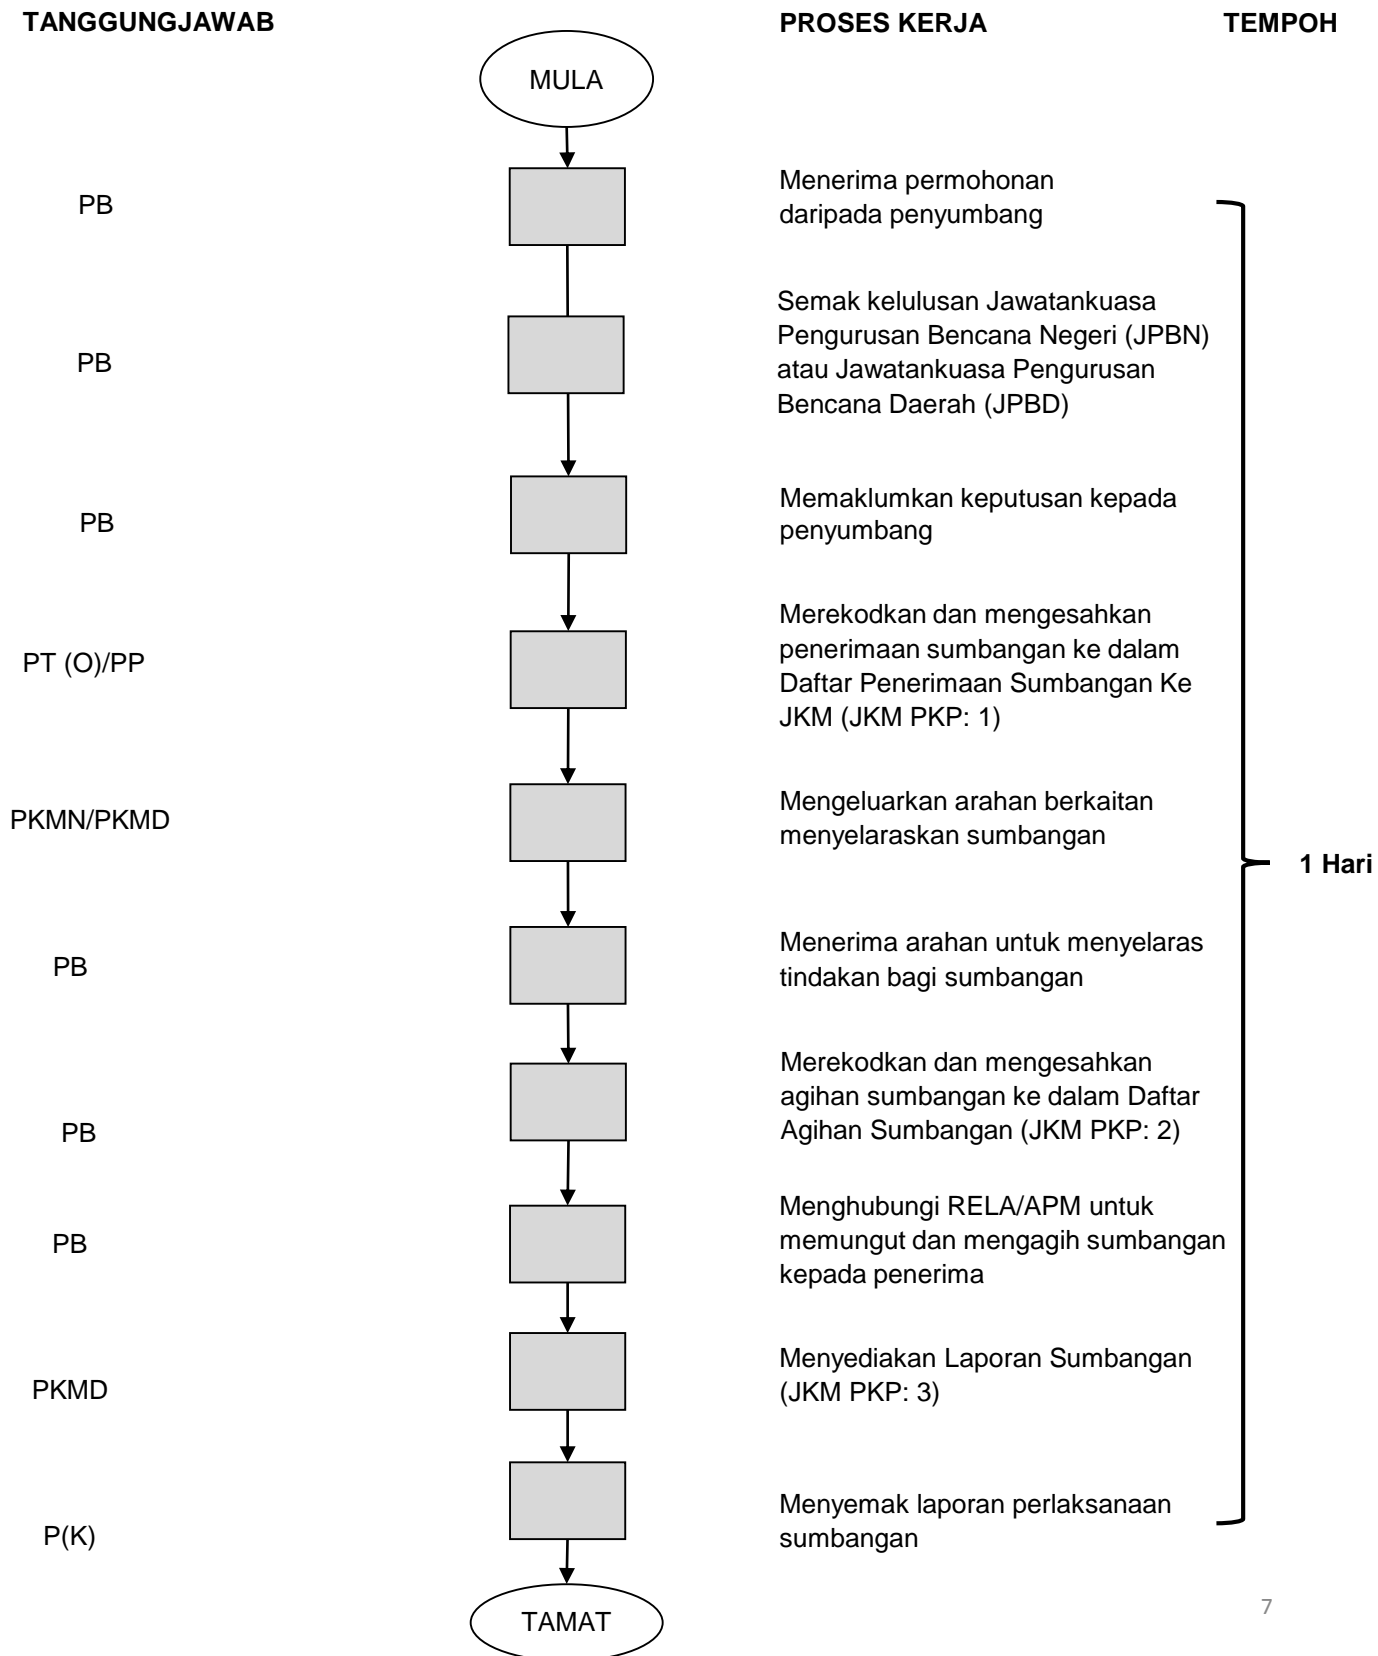 TANGGUNGJAWAB PROSES KERJA TEMPOH
MULA
PB
Menerima permohonan
daripada penyumbang
PB
Semak kelulusan Jawatankuasa
Pengurusan Bencana Negeri (JPBN)
atau Jawatankuasa Pengurusan
Bencana Daerah (JPBD)
PB
Memaklumkan keputusan kepada
penyumbang
PT (O)/PP
Merekodkan dan mengesahkan
penerimaan sumbangan ke dalam
Daftar Penerimaan Sumbangan Ke
JKM (JKM PKP: 1)
PKMN/PKMD
Mengeluarkan arahan berkaitan
menyelaraskan sumbangan
1 Hari
PB
Menerima arahan untuk menyelaras
tindakan bagi sumbangan
PB
Merekodkan dan mengesahkan
agihan sumbangan ke dalam Daftar
Agihan Sumbangan (JKM PKP: 2)
PB
Menghubungi RELA/APM untuk
memungut dan mengagih sumbangan
kepada penerima
PKMD
Menyediakan Laporan Sumbangan
(JKM PKP: 3)
P(K)
Menyemak laporan perlaksanaan
sumbangan
TAMAT
7